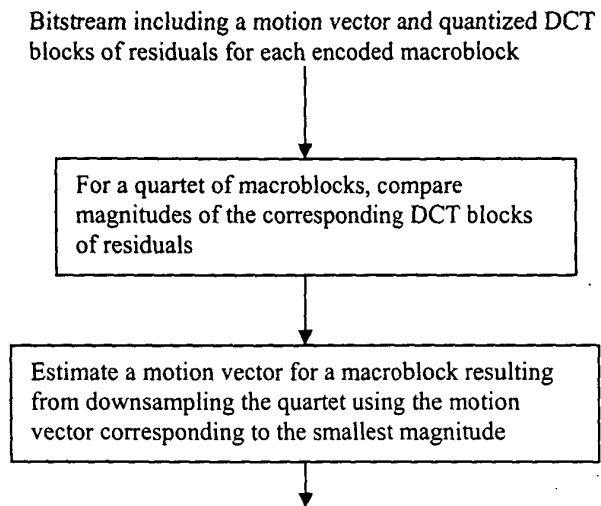 Bitstream including a motion vector and quantized DCT
blocks of residuals for each encoded macroblock
For a quartet of macroblocks, compare
magnitudes of the corresponding DCT blocks
of residuals
Estimate a motion vector for a macroblock resulting
from downsampling the quartet using the motion
vector corresponding to the smallest magnitude